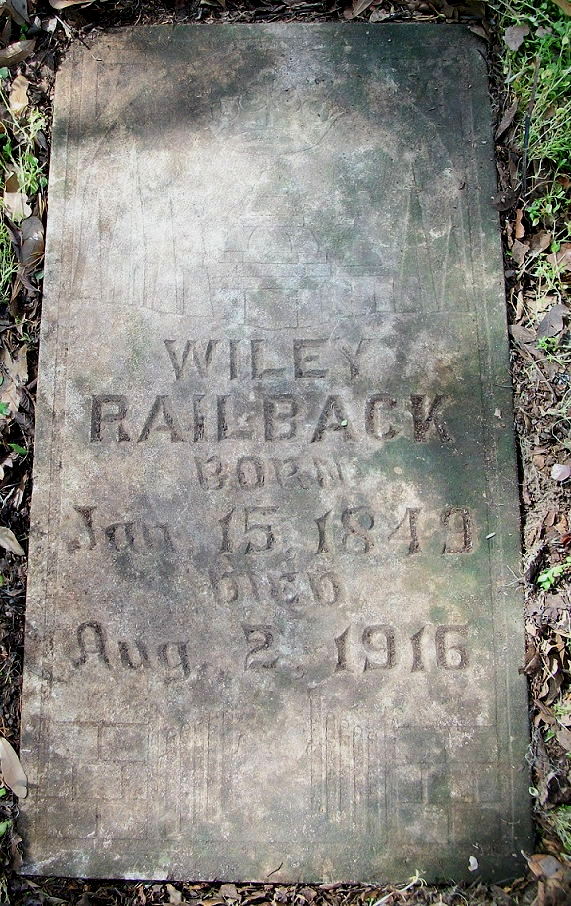 WILEY
RAILBACK
BORN
Jan. 15, 1849
DIED
Aug. 2, 1916